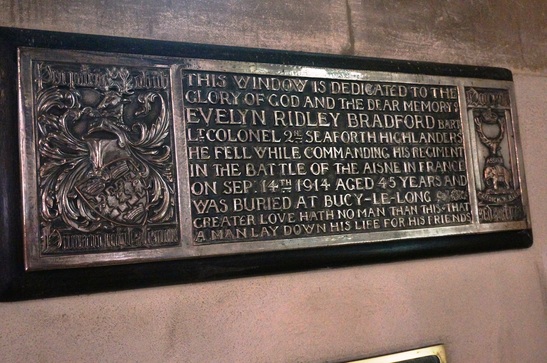 THIS WINDOW IS DEDICATED TO THE
GLORY OF GOD AND THE DEAR MEMORY OF
EVELYN RIDLEY BRADFORD BART
LT COLONEL 2ND SEAFORTH HIGHLANDERS
HE FELL WHILE COMMANDING HIS REGIMENT
IN THE BATTLE OF THE AISNE IN FRANCE
ON SEP. 14TH 1914 AGED 45 YEARS AND
WAS BURIED AT BUCY-LE-LONG
GREATER LOVE HATH NO MAN THAN THIS·THAT
A MAN LAY DOWN HIS LIFE FOR HIS FRIENDS